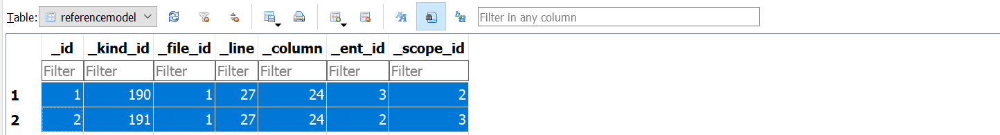 Table: referencemodel Filter in any column
_id _kind_id _file_id _line _column _ent_id _scope_id
Filter Filter Filter Filter Filter Filter Filter
1 1 190 1 27 24 3 2
2 2 191 1 27 24 2 3